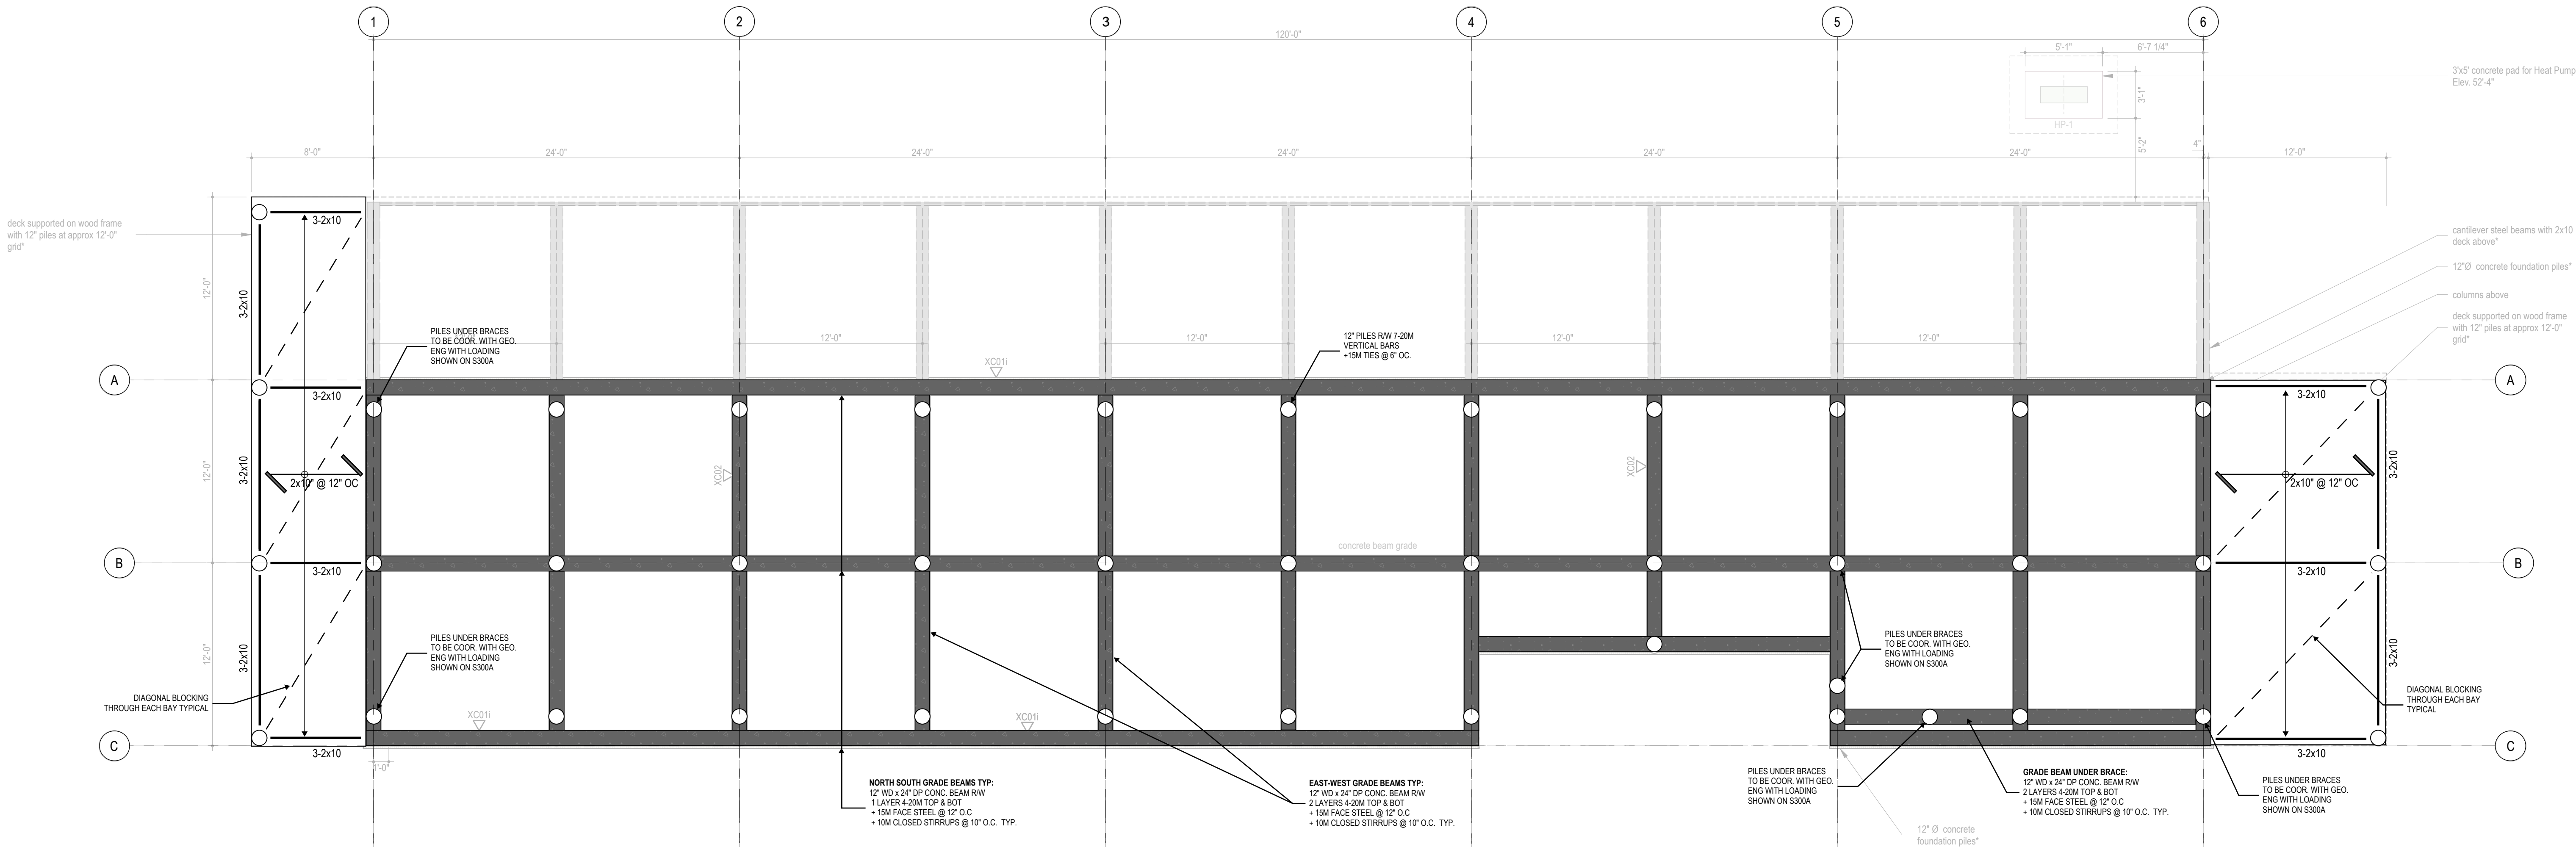 1
2
3
4
5
6
120'-0"
5'-1"
6'-7 1/4"
3'x5' concrete pad for Heat Pump
Elev. 52'-4"
3'-1"
HP-1
5'-2"
8'-0"
24'-0"
24'-0"
24'-0"
24'-0"
24'-0"
4"
12'-0"
deck supported on wood frame
with 12" piles at approx 12'-0"
grid*
3-2x10
12'-0"
3-2x10
cantilever steel beams with 2x10
deck above*
12"Ø concrete foundation piles*
columns above
deck supported on wood frame
with 12" piles at approx 12'-0"
grid*
PILES UNDER BRACES
TO BE COOR. WITH GEO.
ENG WITH LOADING
SHOWN ON S300A
12'-0"
12'-0"
12" PILES R/W 7-20M
VERTICAL BARS
+15M TIES @ 6" OC.
12'-0"
12'-0"
XC01i
A
A
3-2x10
3-2x10
12'-0"
3-2x10
2x10" @ 12" OC
XC02
XC02
2x10" @ 12" OC
3-2x10
concrete beam grade
B
B
3-2x10
3-2x10
12'-0"
3-2x10
PILES UNDER BRACES
TO BE COOR. WITH GEO.
ENG WITH LOADING
SHOWN ON S300A
PILES UNDER BRACES
TO BE COOR. WITH GEO.
ENG WITH LOADING
SHOWN ON S300A
3-2x10
DIAGONAL BLOCKING
THROUGH EACH BAY TYPICAL
DIAGONAL BLOCKING
THROUGH EACH BAY
TYPICAL
XC01i
XC01i
C
C
3-2x10
3-2x10
1'-0"
NORTH SOUTH GRADE BEAMS TYP:
12" WD x 24" DP CONC. BEAM R/W
1 LAYER 4-20M TOP & BOT
+ 15M FACE STEEL @ 12" O.C
+ 10M CLOSED STIRRUPS @ 10" O.C. TYP.
EAST-WEST GRADE BEAMS TYP:
12" WD x 24" DP CONC. BEAM R/W
2 LAYERS 4-20M TOP & BOT
+ 15M FACE STEEL @ 12" O.C
+ 10M CLOSED STIRRUPS @ 10" O.C. TYP.
PILES UNDER BRACES
TO BE COOR. WITH GEO.
ENG WITH LOADING
SHOWN ON S300A
GRADE BEAM UNDER BRACE:
12" WD x 24" DP CONC. BEAM R/W
2 LAYERS 4-20M TOP & BOT
+ 15M FACE STEEL @ 12" O.C
+ 10M CLOSED STIRRUPS @ 10" O.C. TYP.
PILES UNDER BRACES
TO BE COOR. WITH GEO.
ENG WITH LOADING
SHOWN ON S300A
12" Ø concrete
foundation piles*